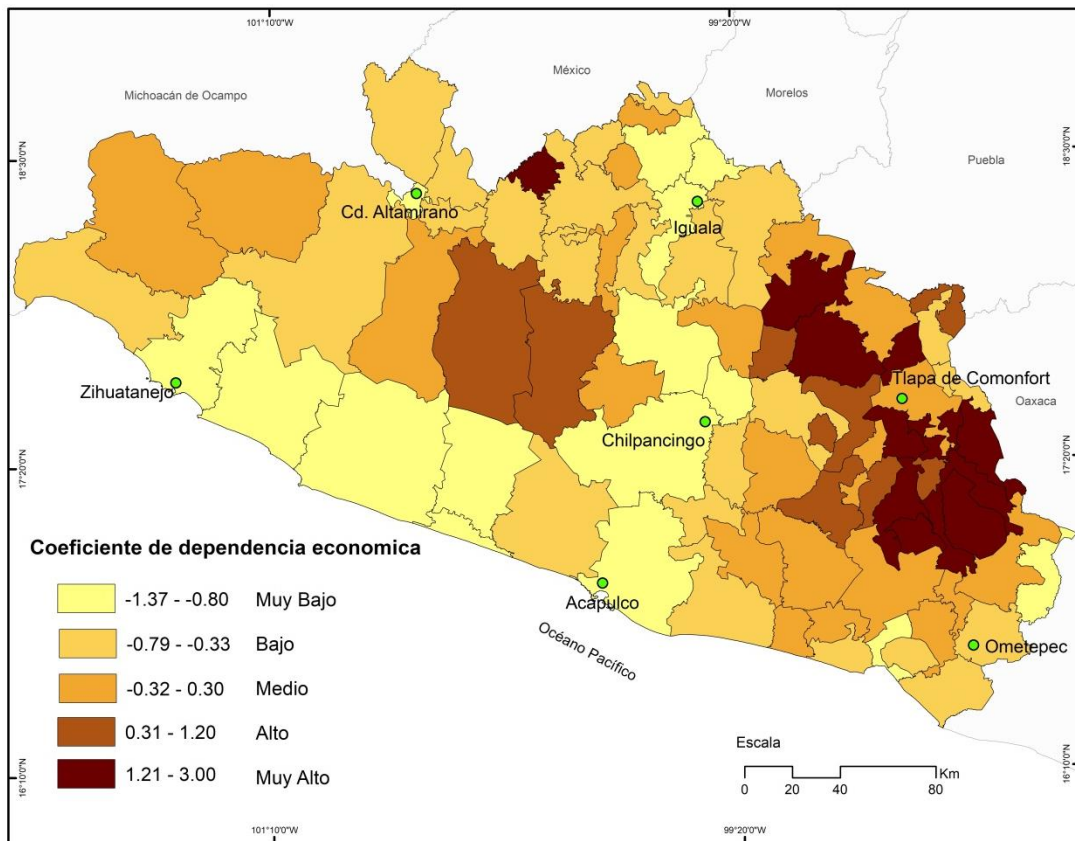 101°10'0"W
99°20'0"W
México
Morelos
Michoacán de Ocampo
Puebla
18°30'0"N
18°30'0"N
Cd. Altamirano
Iguala
Tlapa de Comonfort
Oaxaca
Zihuatanejo
Chilpancingo
17°20'0"N
17°20'0"N
Coeficiente de dependencia economica
-1.37 - -0.80 Muy Bajo
-0.79 - -0.33 Bajo
-0.32 - 0.30 Medio
0.31 - 1.20 Alto
1.21 - 3.00 Muy Alto
Acapulco
Océano Pacífico
Ometepec
Escala
Km
0 20 40 80
16°10'0"N
16°10'0"N
101°10'0"W
99°20'0"W